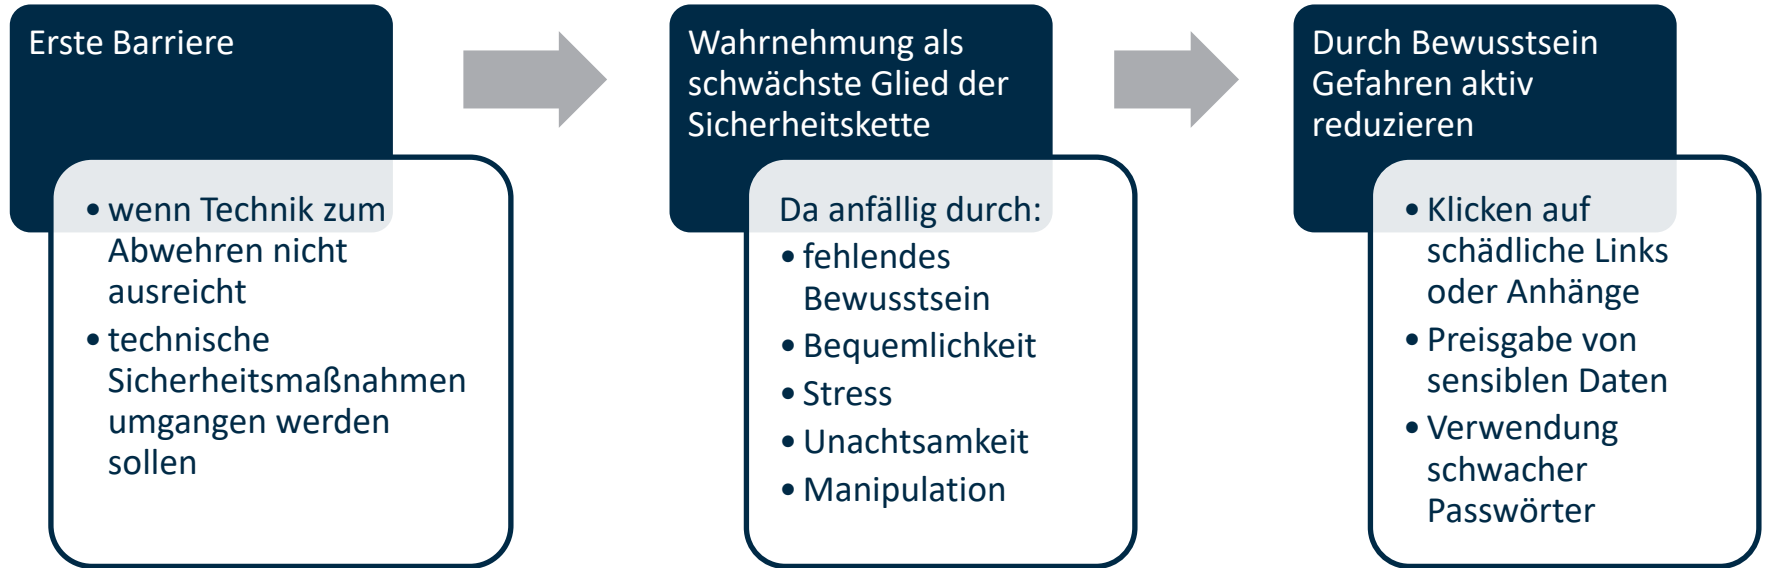 Erste Barriere
• wenn Technik zum
Abwehren nicht
ausreicht
• technische
Sicherheitsmaßnahmen
umgangen werden
sollen
Wahrnehmung als
schwächste Glied der
Sicherheitskette
Da anfällig durch:
• fehlendes
Bewusstsein
• Bequemlichkeit
• Stress
• Unachtsamkeit
• Manipulation
Durch Bewusstsein
Gefahren aktiv
reduzieren
• Klicken auf
schädliche Links
oder Anhänge
• Preisgabe von
sensiblen Daten
• Verwendung
schwacher
Passwörter